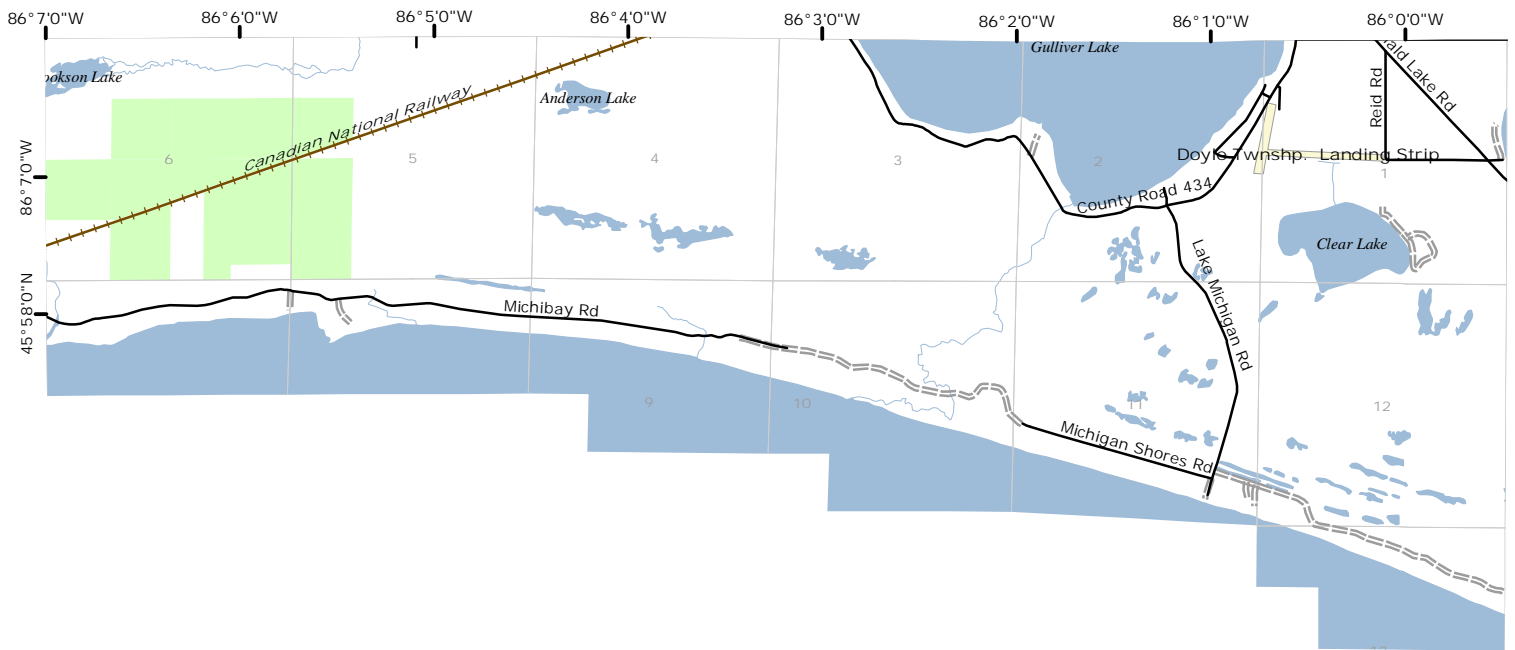 86°7'0"W 86°6'0"W 86°5'0"W 86°4'0"W 86°3'0"W 86°2'0"W 86°1'0"W 86°0'0"W
Gulliver Lake
ald Lake Rd
ookson Lake
Anderson Lake
Reid Rd
Canadian National Railway
6 5 4 3 2 1
Doyle Twnshp. Landing Strip
86°7'0"W
County Road 434
Clear Lake
Lake Michigan Rd
45°58'0"N
Michibay Rd
9 10 11 12
Michigan Shores Rd